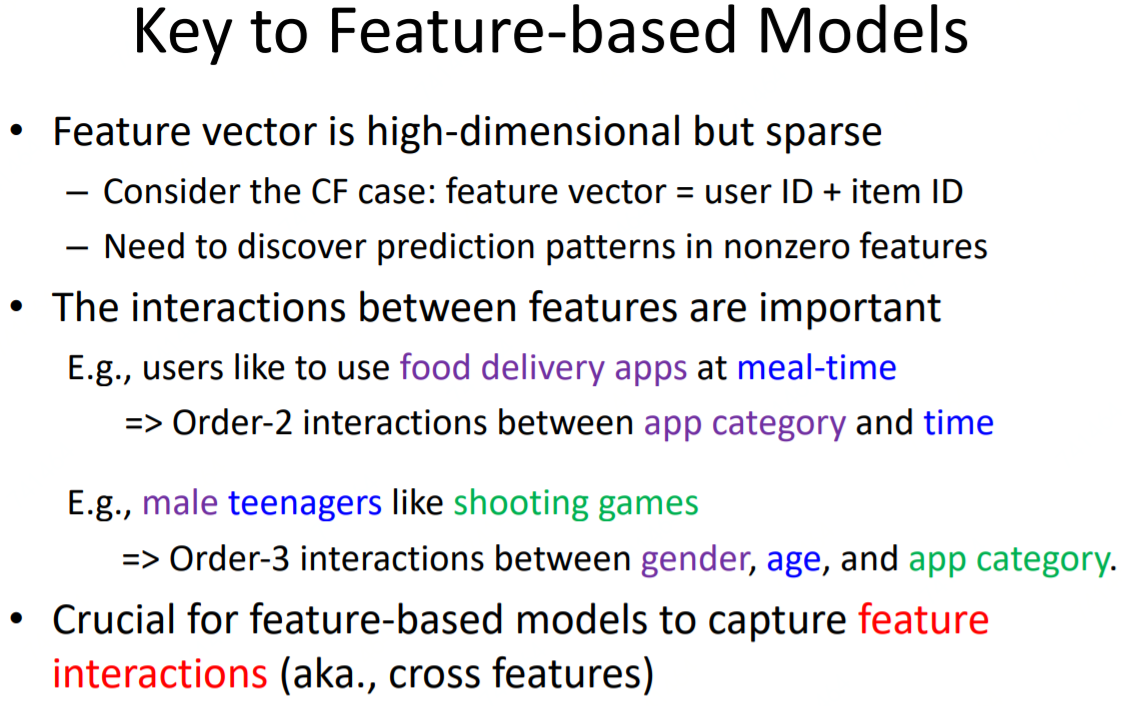 Key to Feature-based Models
• Feature vector is high-dimensional but sparse
– Consider the CF case: feature vector = user ID + item ID
– Need to discover prediction patterns in nonzero features
• The interactions between features are important
E.g., users like to use food delivery apps at meal-time
=> Order-2 interactions between app category and time
E.g., male teenagers like shooting games
=> Order-3 interactions between gender, age, and app category.
• Crucial for feature-based models to capture feature
interactions (aka., cross features)